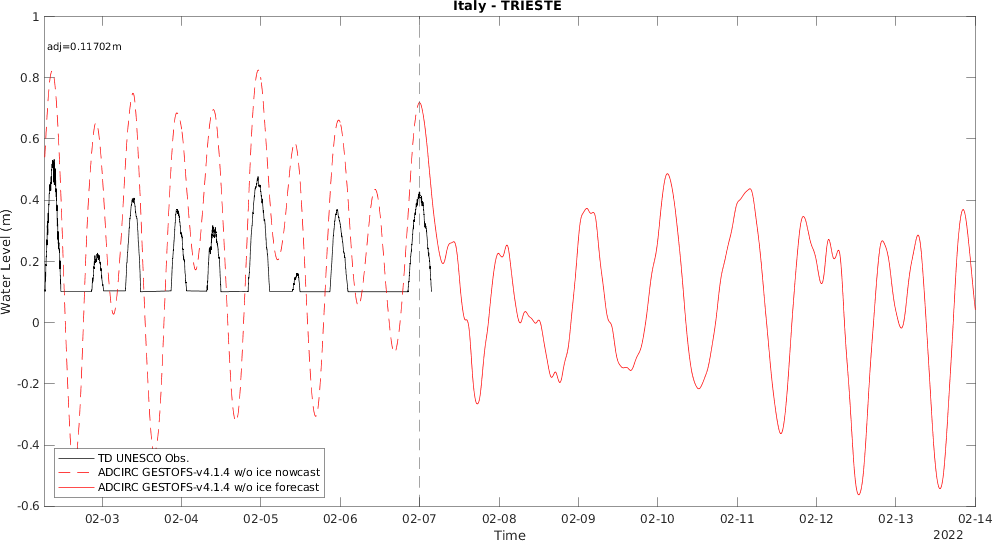 Italy - TRIESTE
adj=0.11702m
1
0.8
0.6
0.4
0.2
0
-0.2
-0.4
-0.6
Water Level (m)
TD UNESCO Obs.
ADCIRC GESTOFS-v4.1.4 w/o ice nowcast
ADCIRC GESTOFS-v4.1.4 w/o ice forecast
02-03 02-04 02-05 02-06 02-07 02-08 02-09 02-10 02-11 02-12 02-13 02-14
Time
2022